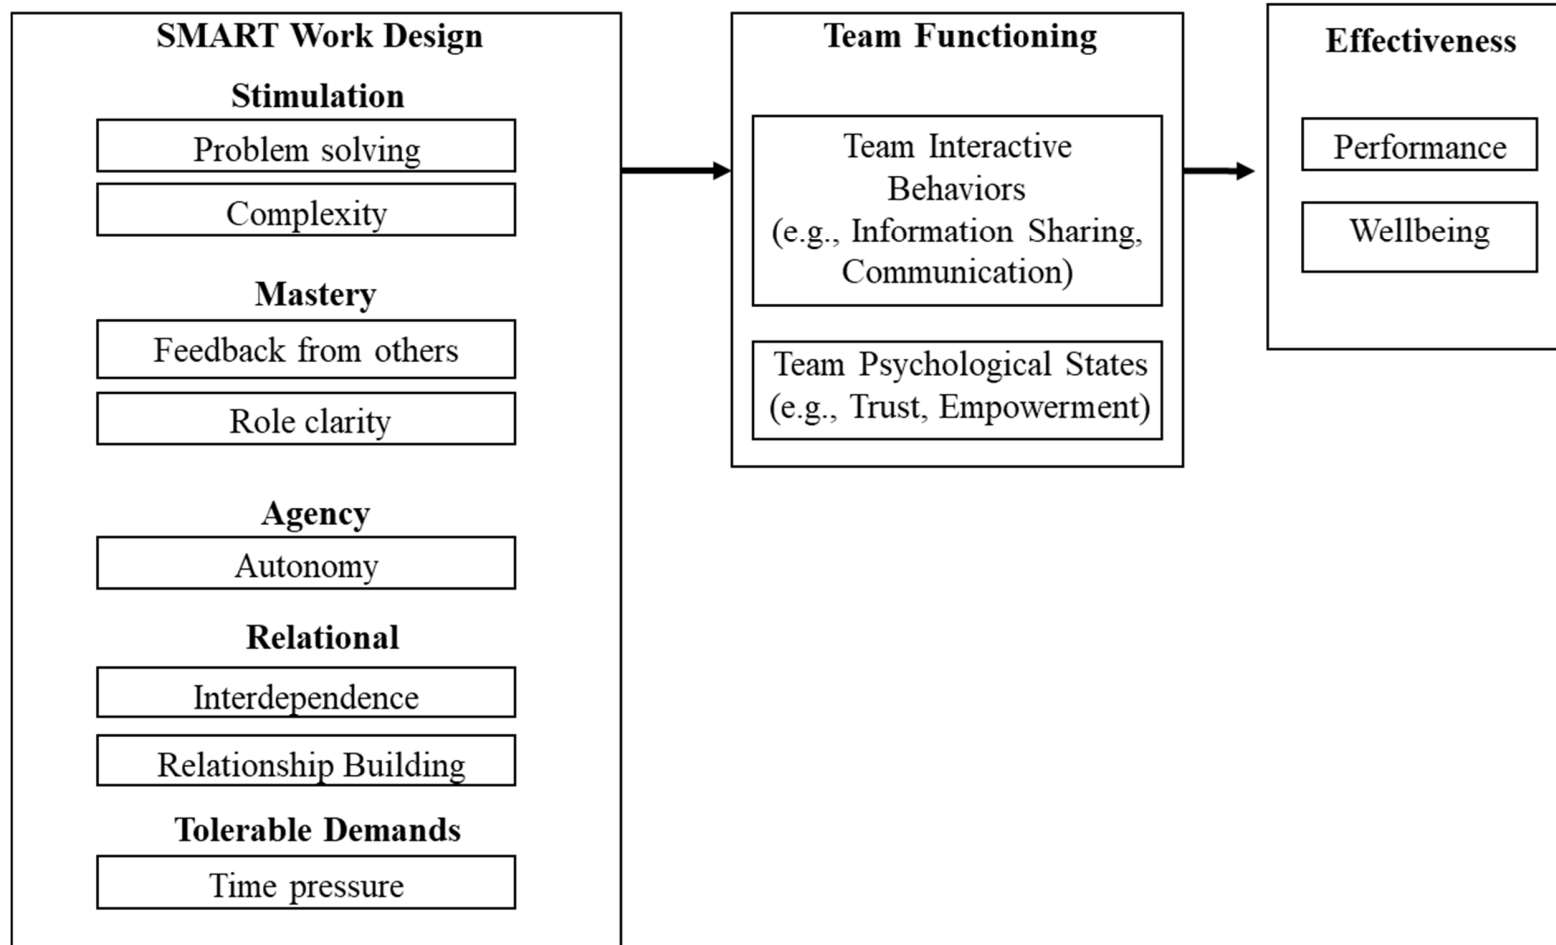 SMART Work Design
Stimulation
Problem solving
Complexity
Mastery
Feedback from others
Role clarity
Agency
Autonomy
Relational
Interdependence
Relationship Building
Tolerable Demands
Time pressure
Team Functioning
Team Interactive
Behaviors
(e.g., Information Sharing,
Communication)
Team Psychological States
(e.g., Trust, Empowerment)
Effectiveness
Performance
Wellbeing